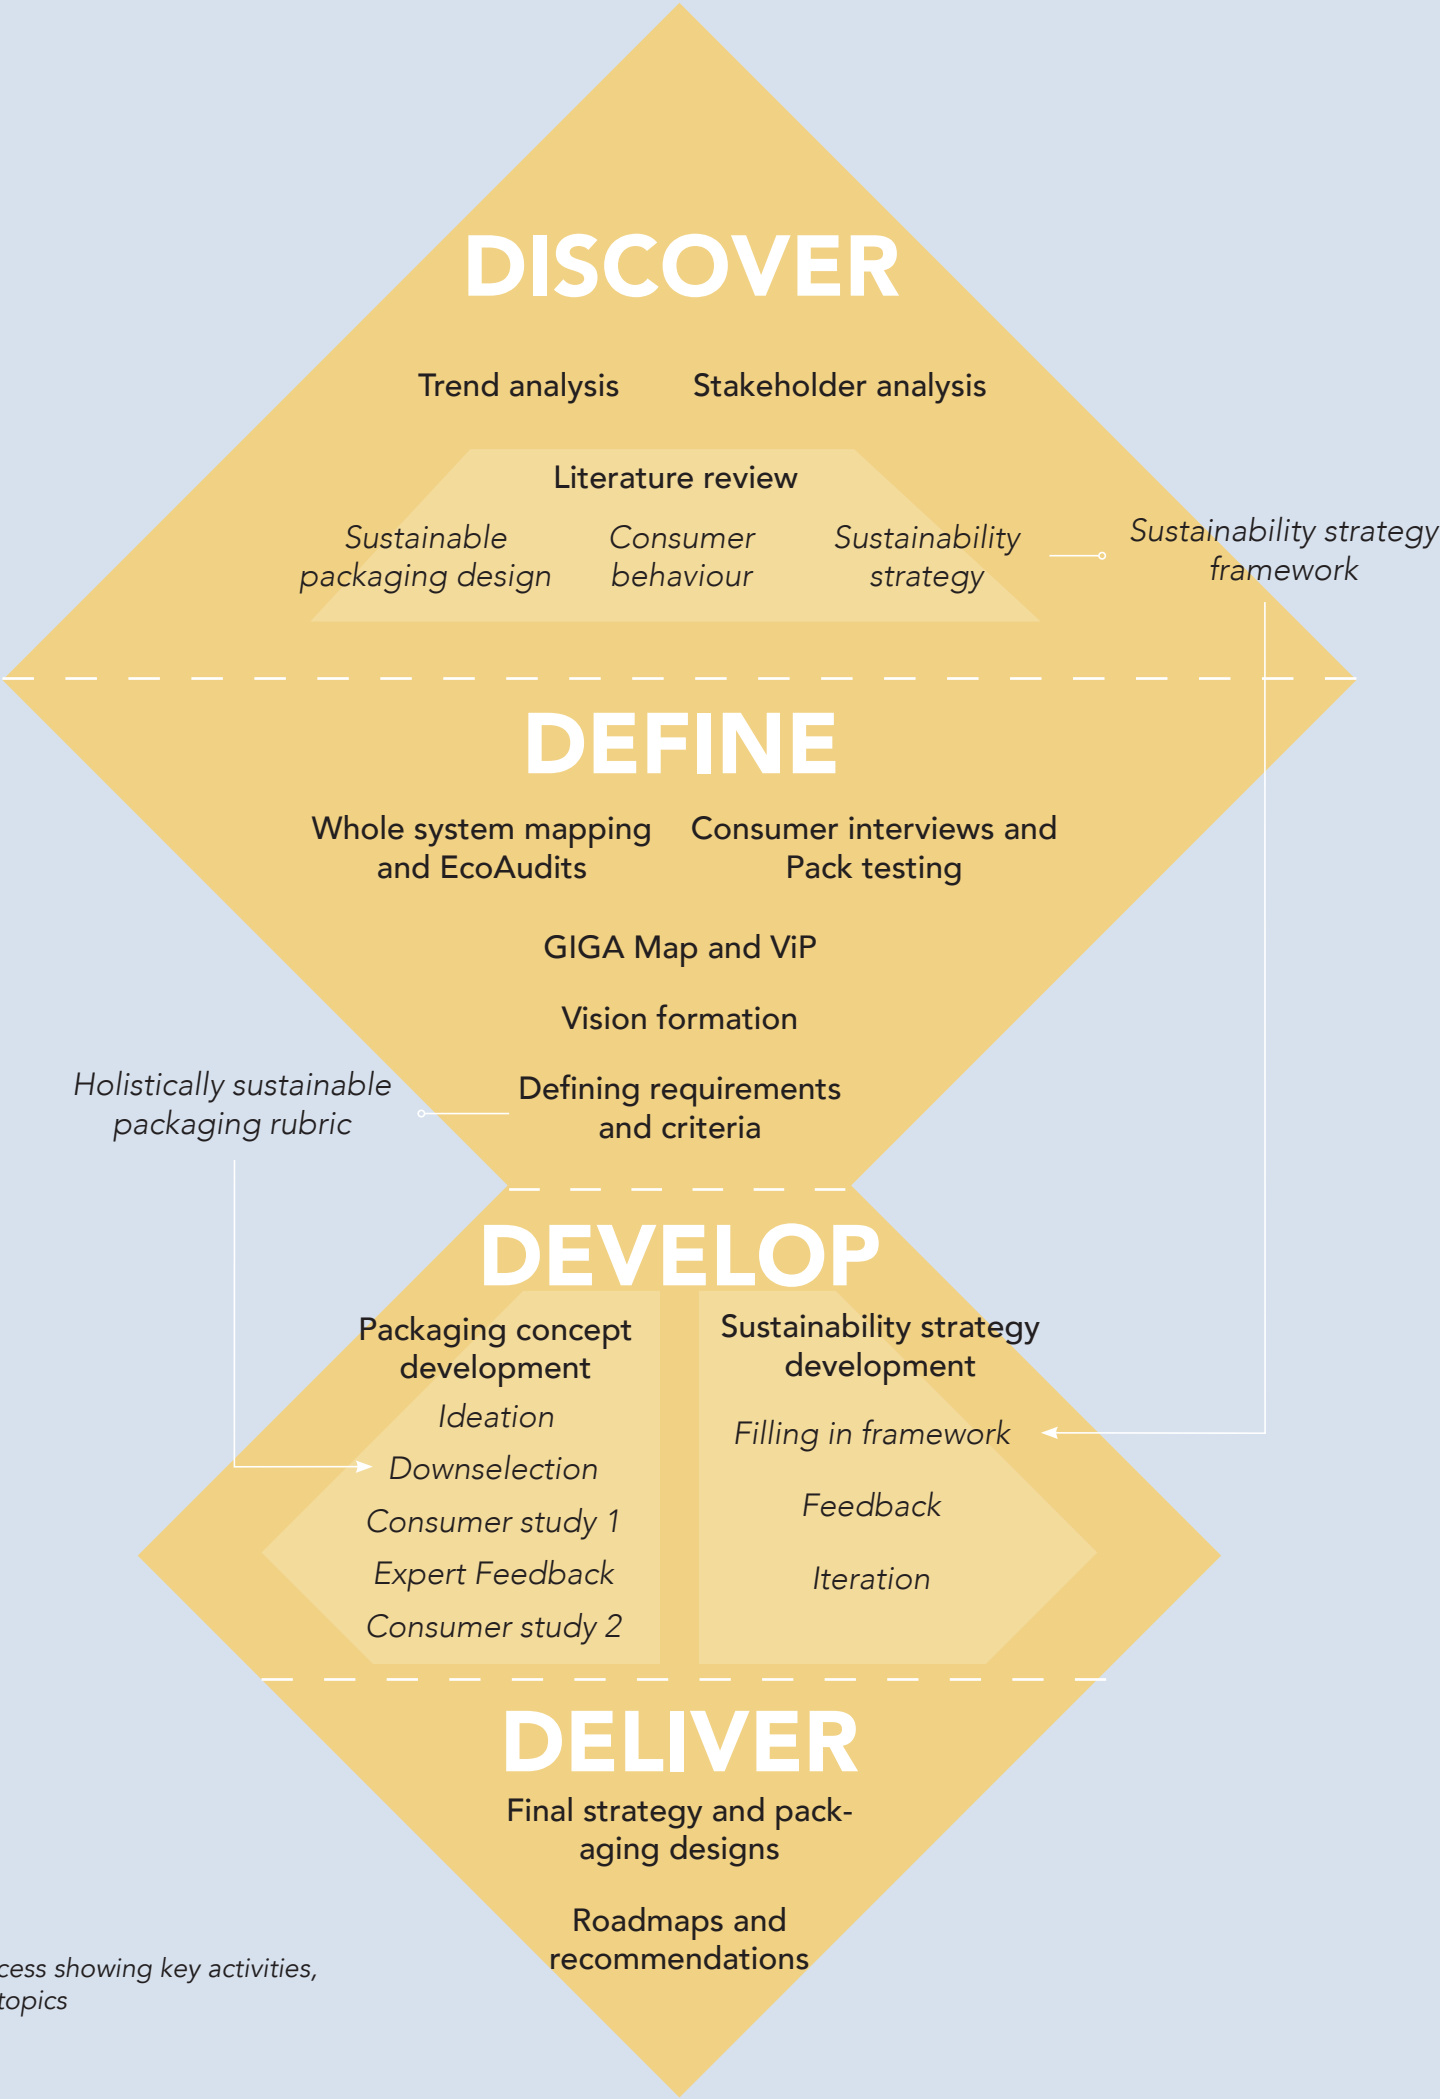 DISCOVER
Trend analysis
Stakeholder analysis
Literature review
Sustainable
packaging design
Consumer
behaviour
Sustainability
strategy
Sustainability strategy
framework
DEFINE
Whole system mapping
and EcoAudits
Consumer interviews and
Pack testing
GIGA Map and ViP
Vision formation
Defining requirements
and criteria
Holistically sustainable
packaging rubric
DEVELOP
Packaging concept
development
Ideation
Downselection
Consumer study 1
Expert Feedback
Consumer study 2
Sustainability strategy
development
Filling in framework
Feedback
Iteration
DELIVER
Final strategy and pack-
aging designs
Roadmaps and
recommendations
cess showing key activities,
topics